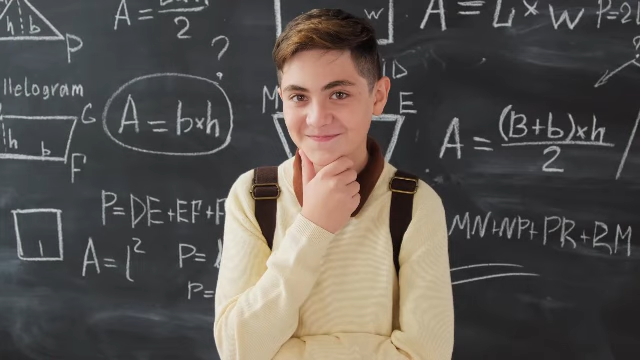 A = b×h
2
w
A = L × w
P=2
P
?
D
llelogram
M
E
h
b
G
A = b×h
A = (B+b)×h
2
F
P=DE+EF+F
MN+NP+PR+RM
A = l²
P=
P=